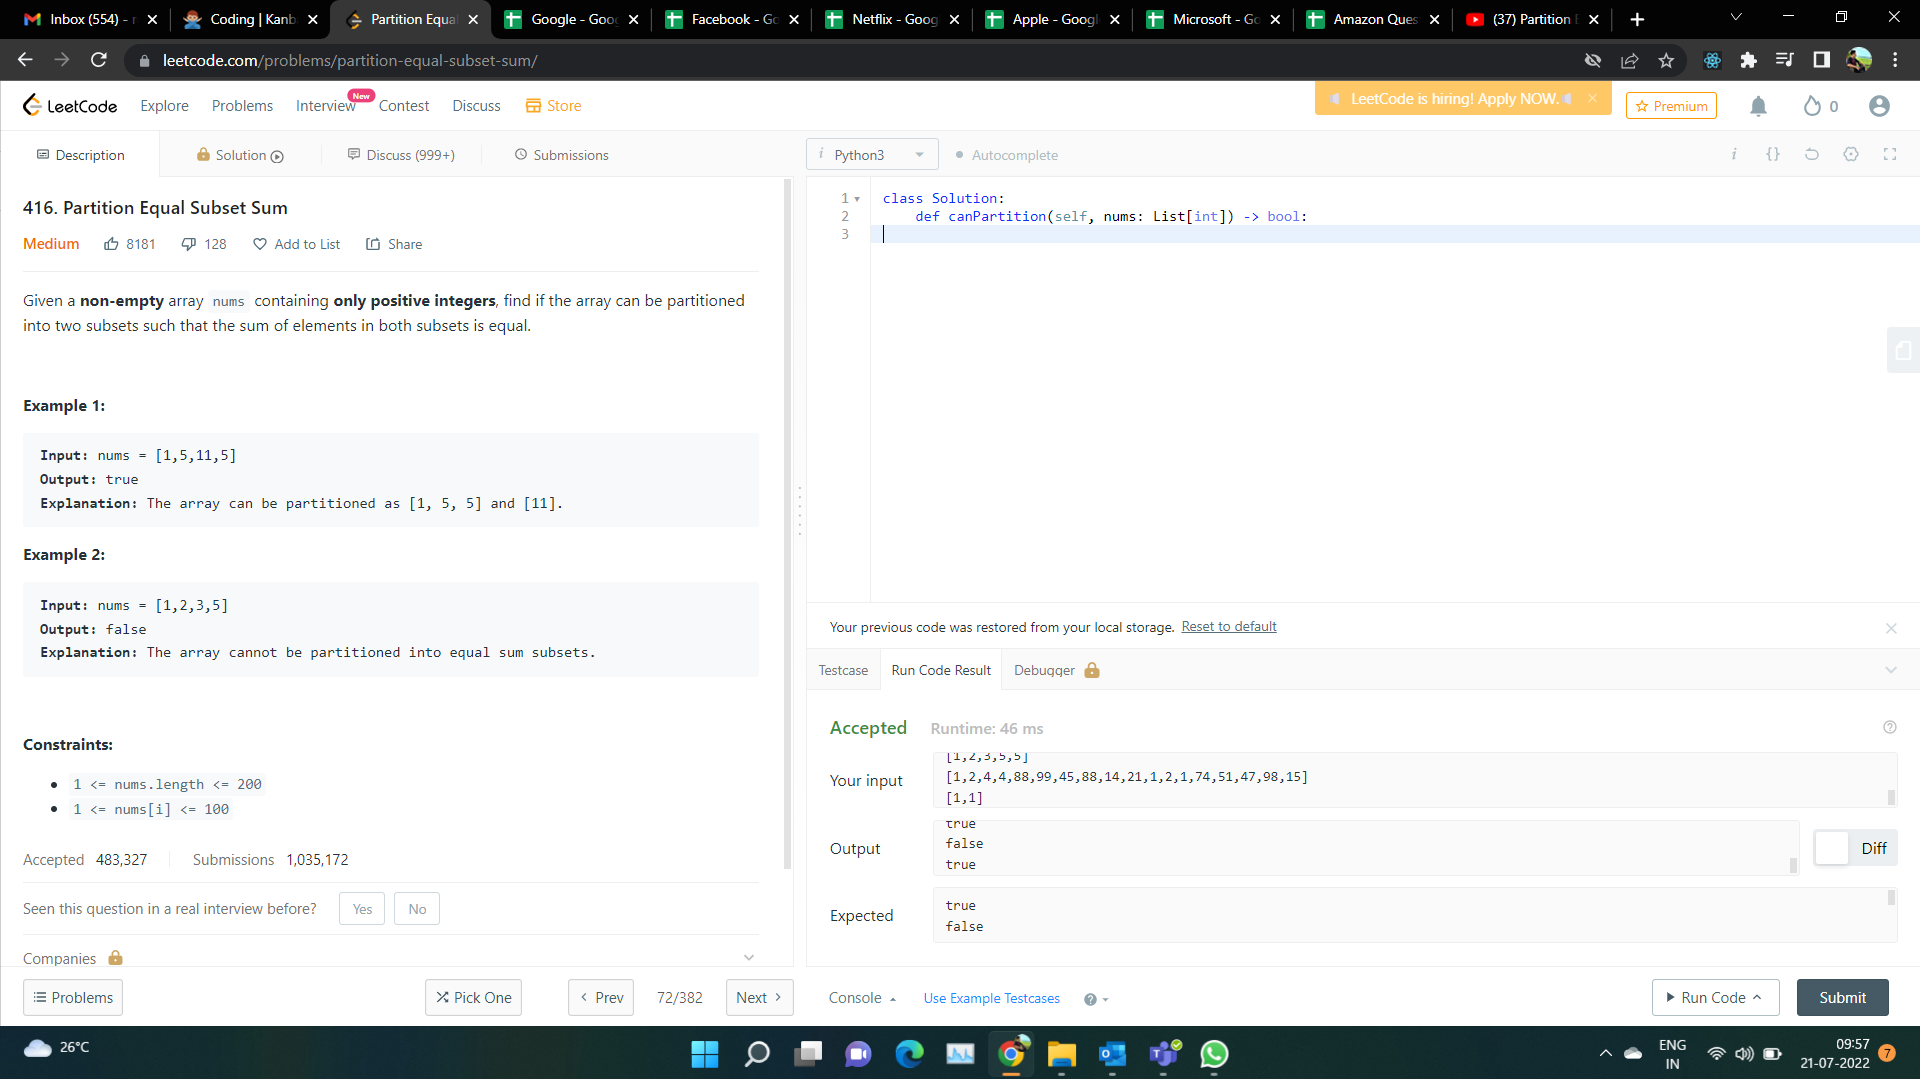 Inbox (554) - r
Coding | Kanb
Partition Equal
Google - Goog
Facebook - Go
Netflix - Goog
Apple - Googl
Microsoft - Go
Amazon Ques
(37) Partition E
leetcode.com/problems/partition-equal-subset-sum/
LeetCode
Explore
Problems
Interview
New
Contest
Discuss
Store
LeetCode is hiring! Apply NOW.
Premium
0
Description
Solution
Discuss (999+)
Submissions
i Python3
Autocomplete
i {}
416. Partition Equal Subset Sum
Medium 8181 128 Add to List Share
Given a non-empty array nums containing only positive integers, find if the array can be partitioned
into two subsets such that the sum of elements in both subsets is equal.
Example 1:
Input: nums = [1,5,11,5]
Output: true
Explanation: The array can be partitioned as [1, 5, 5] and [11].
Example 2:
Input: nums = [1,2,3,5]
Output: false
Explanation: The array cannot be partitioned into equal sum subsets.
Constraints:
1 <= nums.length <= 200
1 <= nums[i] <= 100
Accepted 483,327 Submissions 1,035,172
Seen this question in a real interview before? Yes No
Companies
Problems
Pick One
Prev
72/382
Next
1 class Solution:
2 def canPartition(self, nums: List[int]) -> bool:
3
Your previous code was restored from your local storage. Reset to default
Testcase
Run Code Result
Debugger
Accepted Runtime: 46 ms
Your input
[1,2,3,5,5]
[1,2,4,4,88,99,45,88,14,21,1,2,1,74,51,47,98,15]
[1,1]
Output
true
false
true
Diff
Expected
true
false
Console
Use Example Testcases
Run Code
Submit
26°C
ENG
IN
09:57
21-07-2022
7